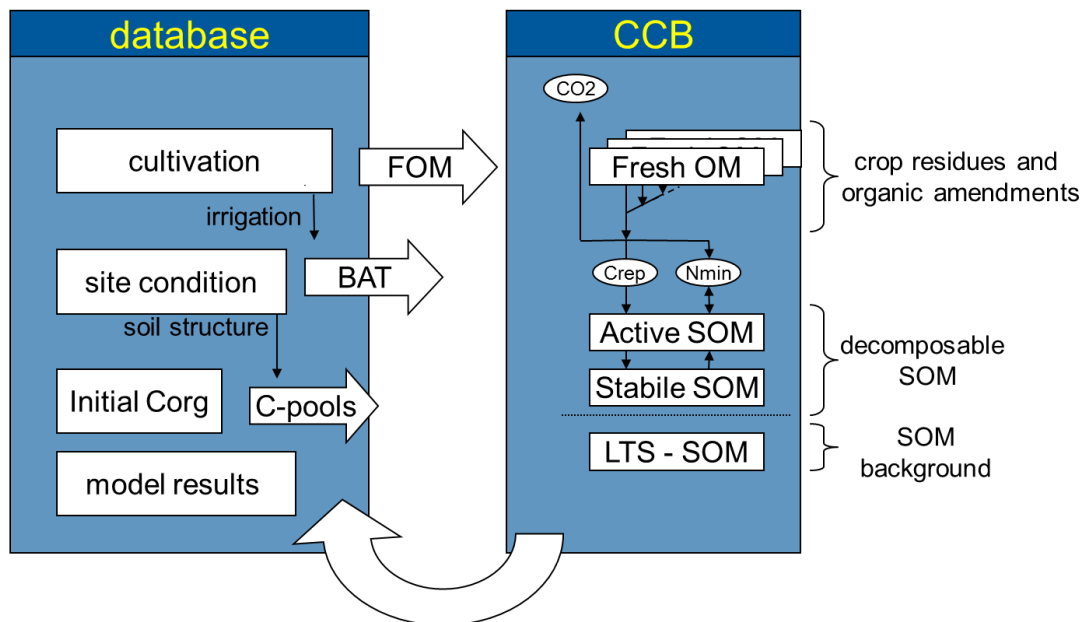 database
cultivation
irrigation
site condition
soil structure
Initial Corg
model results
FOM
BAT
C-pools
CCB
CO2
Fresh OM
Crep
Nmin
Active SOM
Stabile SOM
LTS - SOM
crop residues and
organic amendments
decomposable
SOM
SOM
background